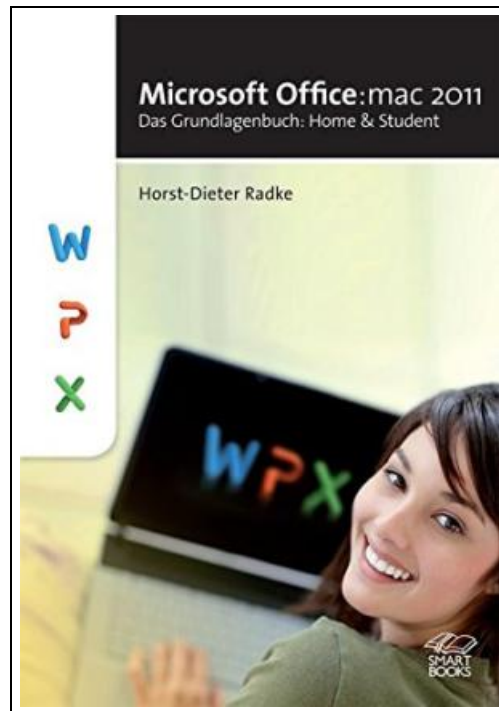 Microsoft Office:mac 2011
Das Grundlagenbuch: Home & Student
Horst-Dieter Radke
W
P
X
WPX
SMART
BOOKS